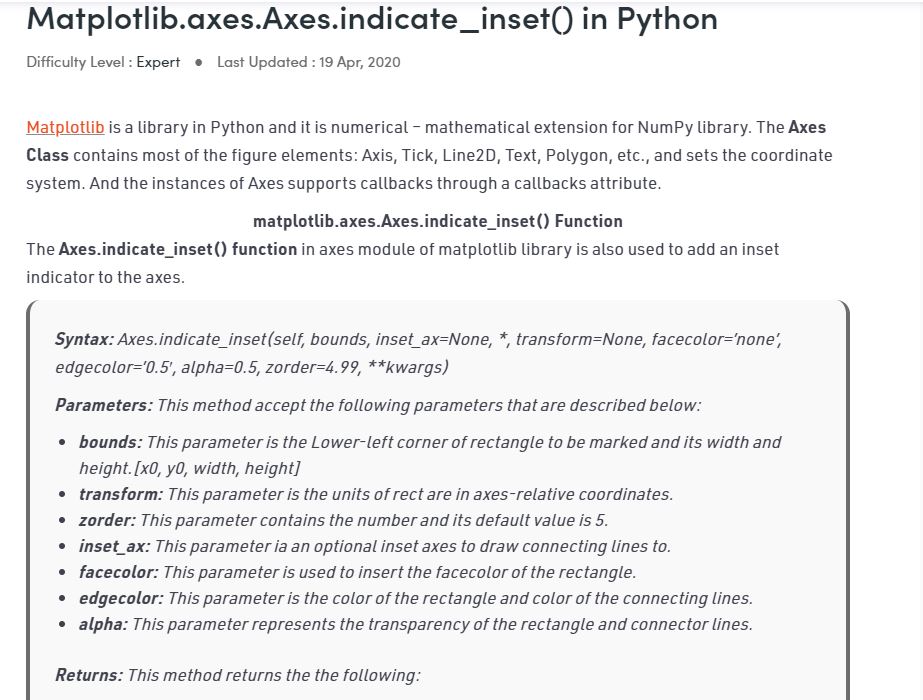 Matplotlib.axes.Axes.indicate_inset() in Python
Difficulty Level : Expert ● Last Updated : 19 Apr, 2020
Matplotlib is a library in Python and it is numerical – mathematical extension for NumPy library. The Axes
Class contains most of the figure elements: Axis, Tick, Line2D, Text, Polygon, etc., and sets the coordinate
system. And the instances of Axes supports callbacks through a callbacks attribute.
matplotlib.axes.Axes.indicate_inset() Function
The Axes.indicate_inset() function in axes module of matplotlib library is also used to add an inset
indicator to the axes.
Syntax: Axes.indicate_inset(self, bounds, inset_ax=None, *, transform=None, facecolor=’none’,
edgecolor=’0.5′, alpha=0.5, zorder=4.99, **kwargs)
Parameters: This method accept the following parameters that are described below:
• bounds: This parameter is the Lower-left corner of rectangle to be marked and its width and
height.[x0, y0, width, height]
• transform: This parameter is the units of rect are in axes-relative coordinates.
• zorder: This parameter contains the number and its default value is 5.
• inset_ax: This parameter ia an optional inset axes to draw connecting lines to.
• facecolor: This parameter is used to insert the facecolor of the rectangle.
• edgecolor: This parameter is the color of the rectangle and color of the connecting lines.
• alpha: This parameter represents the transparency of the rectangle and connector lines.
Returns: This method returns the the following: